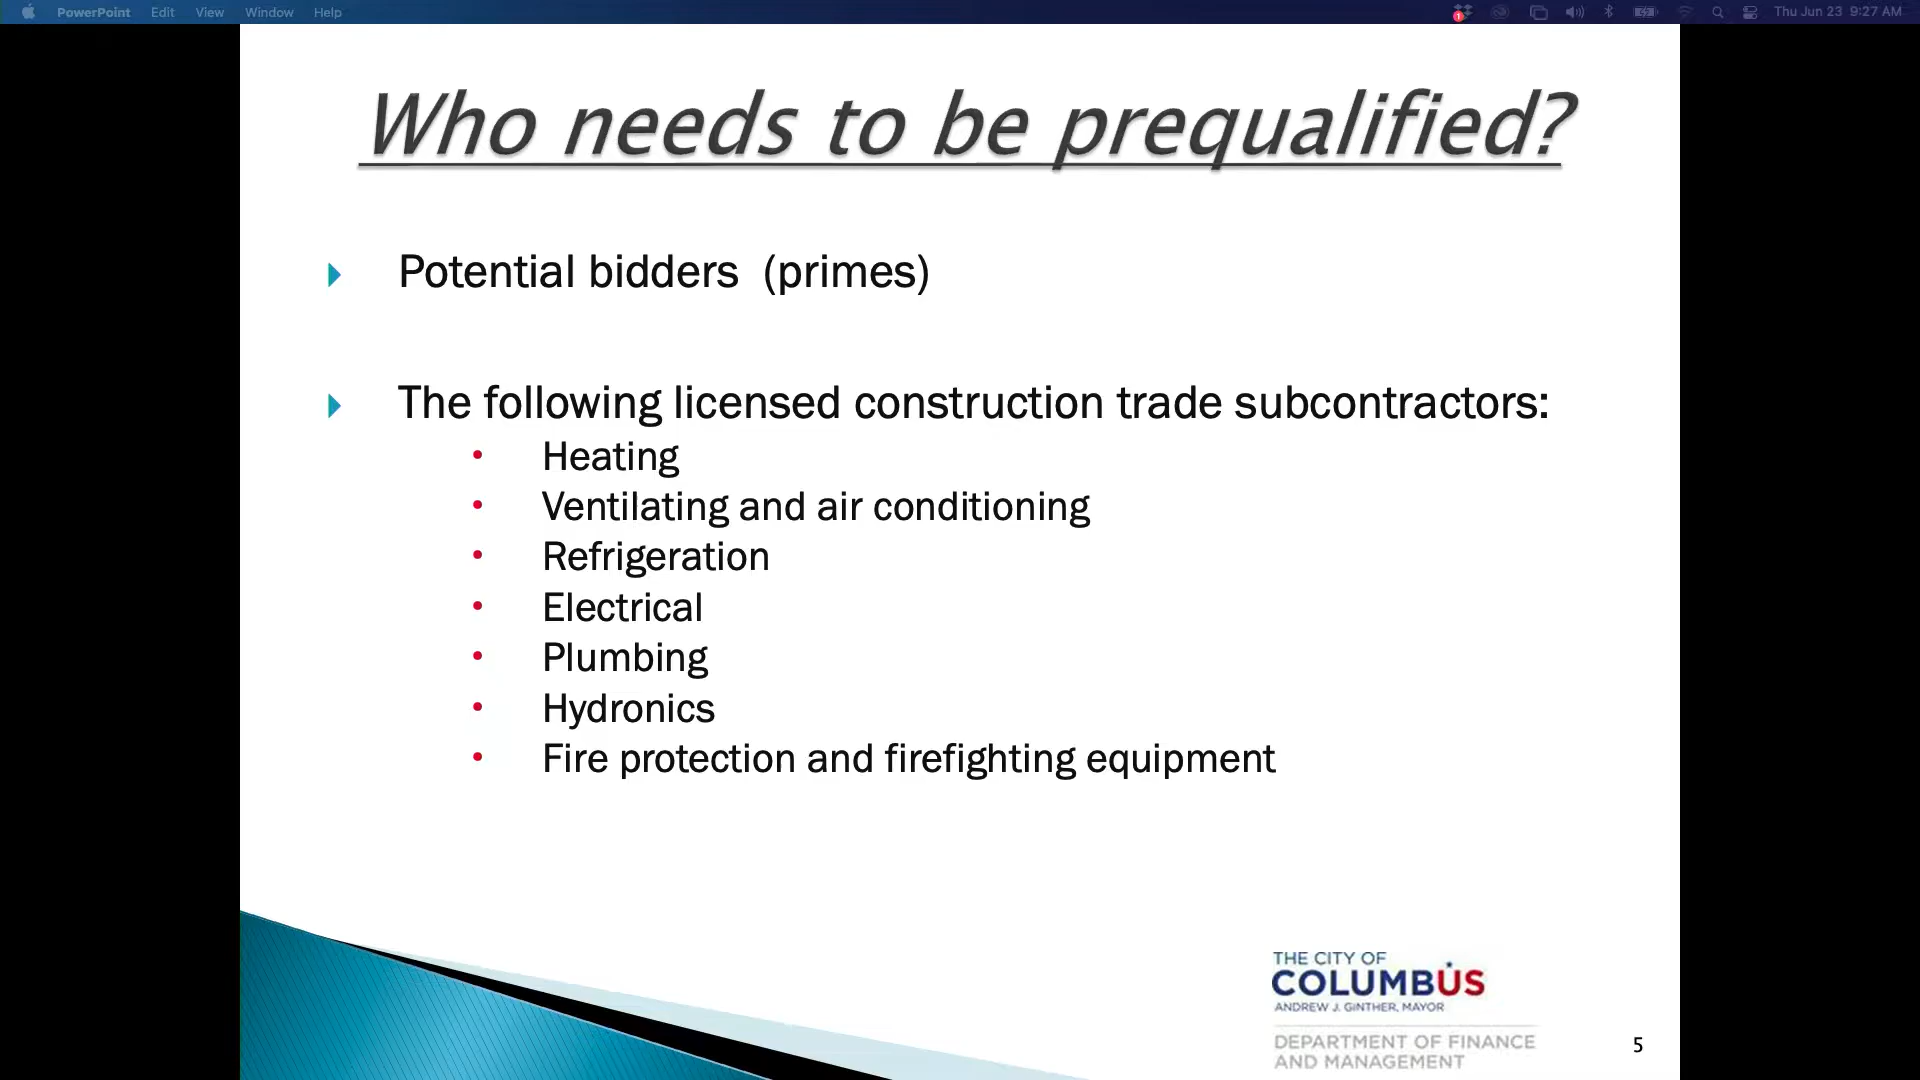 PowerPoint Edit View Window Help
1
Thu Jun 23 9:27 AM
Who needs to be prequalified?
Potential bidders (primes)
The following licensed construction trade subcontractors:
Heating
Ventilating and air conditioning
Refrigeration
Electrical
Plumbing
Hydronics
Fire protection and firefighting equipment
THE CITY OF
COLUMBUS
ANDREW J. GINTHER, MAYOR
DEPARTMENT OF FINANCE
AND MANAGEMENT
5